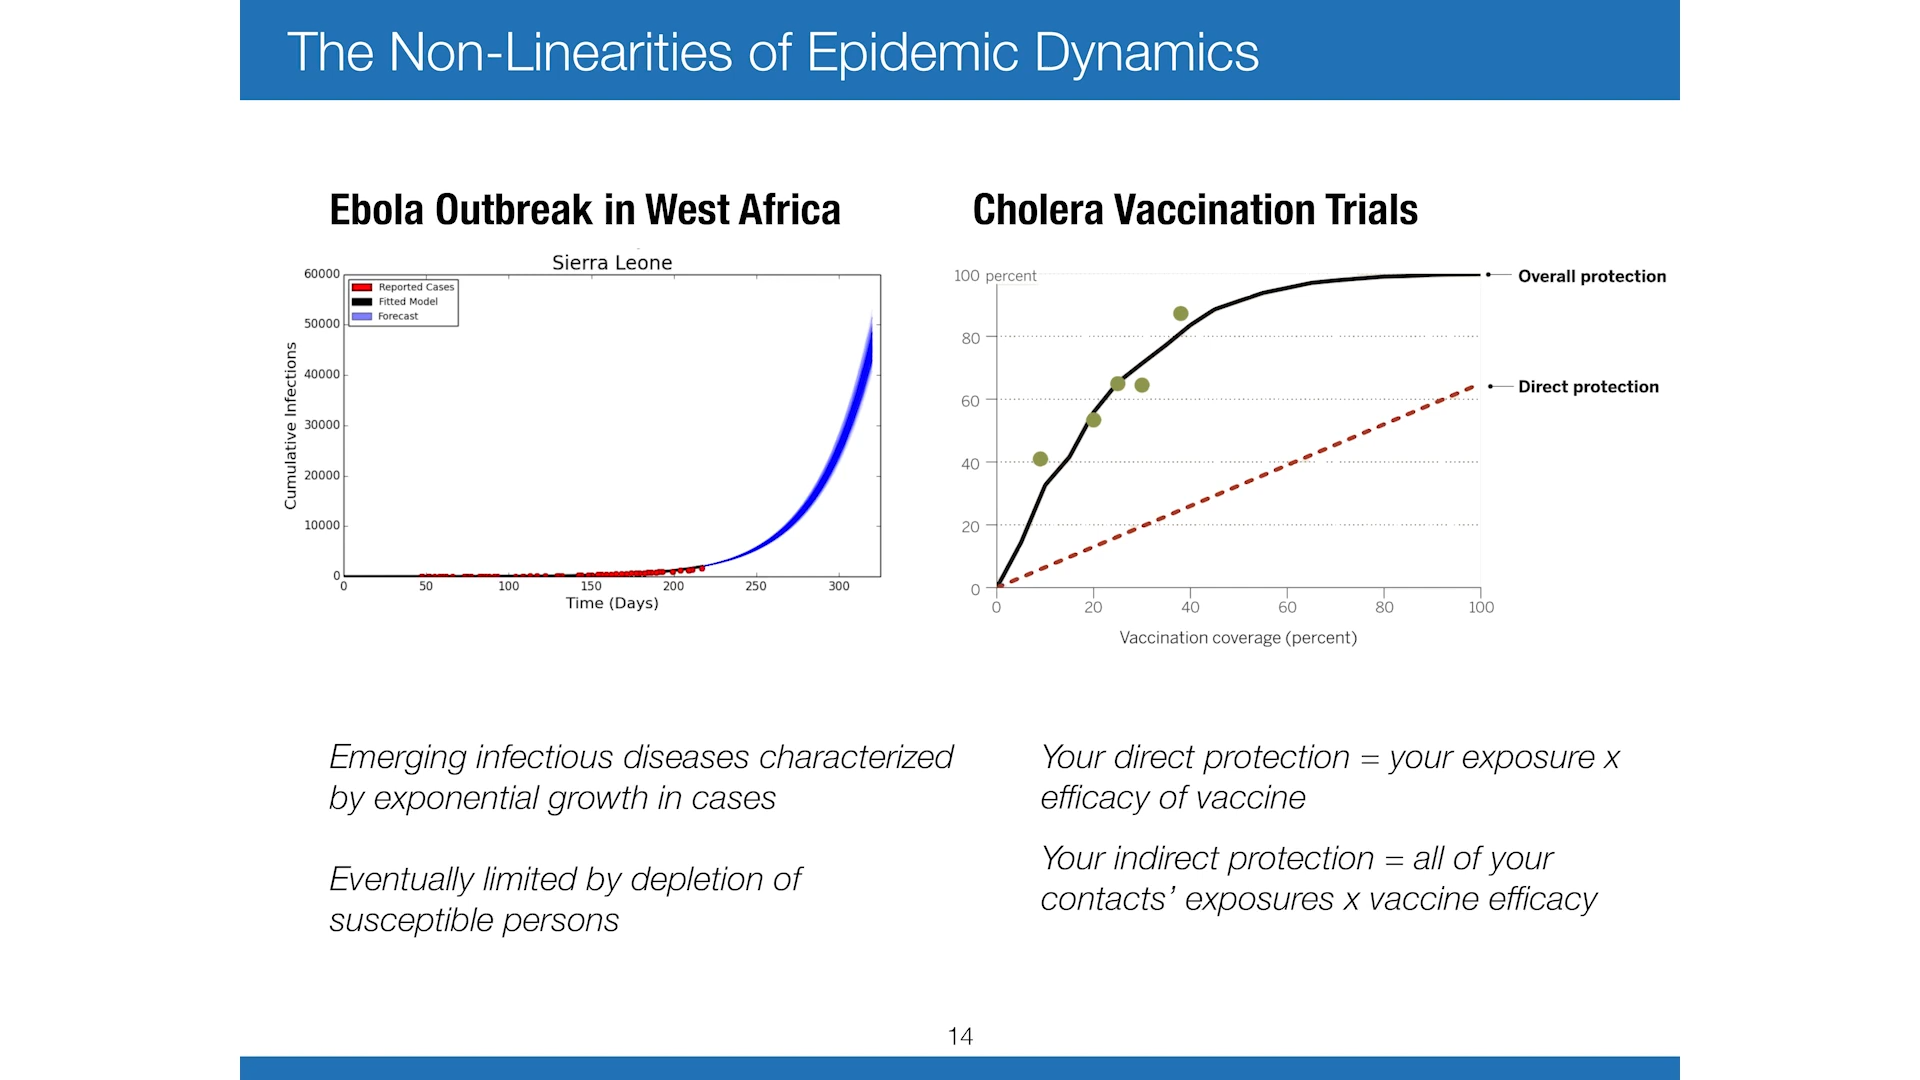 The Non-Linearities of Epidemic Dynamics
Ebola Outbreak in West Africa
Sierra Leone
60000
50000
40000
30000
20000
10000
0
Cumulative Infections
Reported Cases
Fitted Model
Forecast
0 50 100 150 200 250 300
Time (Days)
Emerging infectious diseases characterized
by exponential growth in cases
Eventually limited by depletion of
susceptible persons
Cholera Vaccination Trials
100 percent
80
60
40
20
0
Overall protection
Direct protection
0 20 40 60 80 100
Vaccination coverage (percent)
Your direct protection = your exposure x
efficacy of vaccine
Your indirect protection = all of your
contacts’ exposures x vaccine efficacy
14